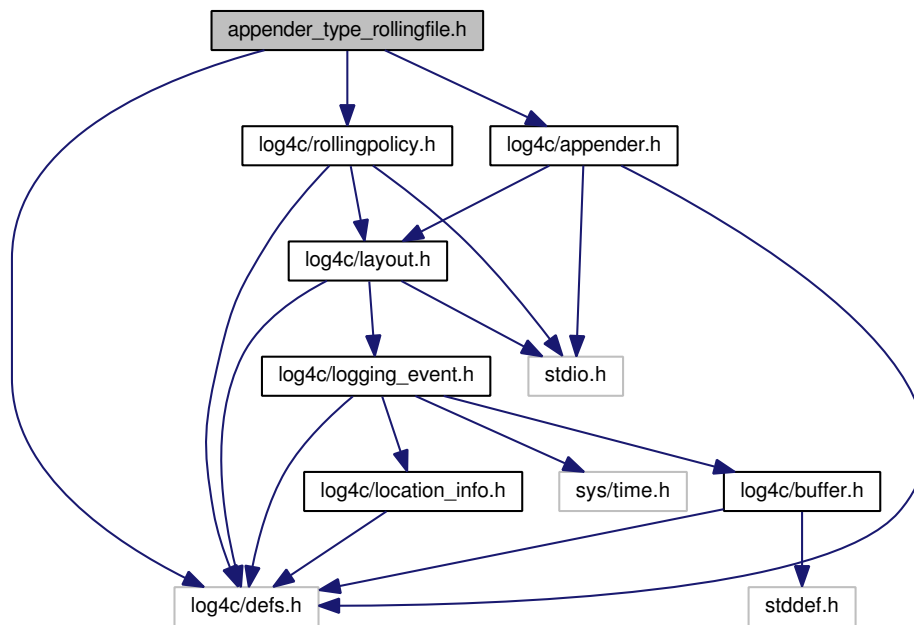 appender_type_rollingfile.h
log4c/rollingpolicy.h
log4c/appender.h
log4c/layout.h
log4c/logging_event.h
stdio.h
log4c/location_info.h
sys/time.h
log4c/buffer.h
log4c/defs.h
stddef.h